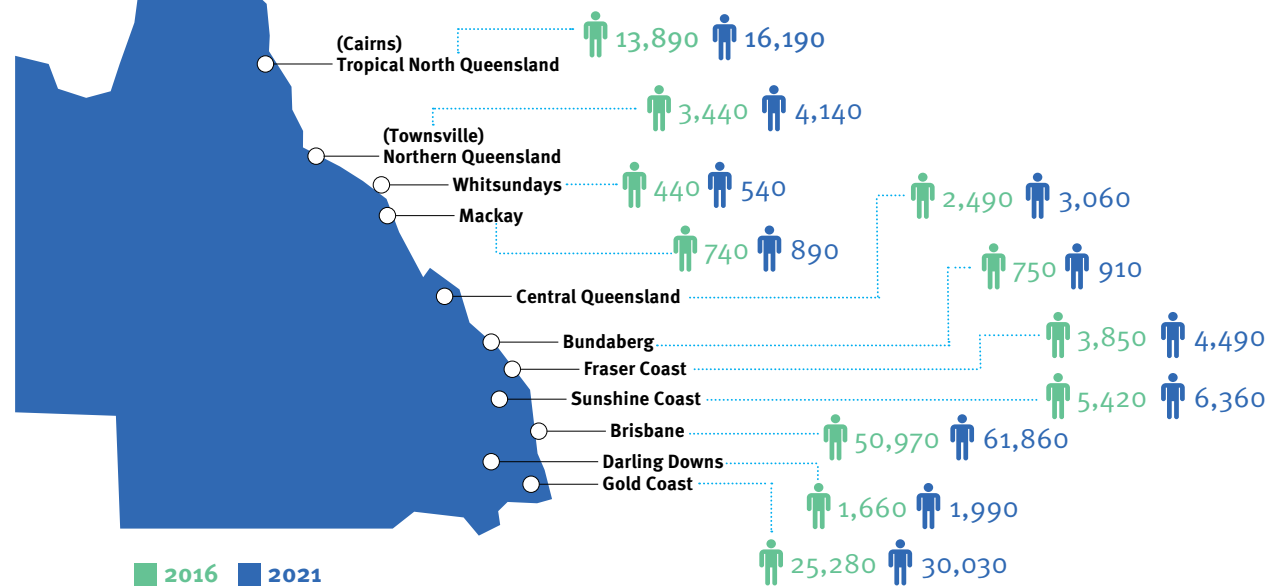 (Cairns)
Tropical North Queensland
13,890 16,190
(Townsville)
Northern Queensland
3,440 4,140
Whitsundays
440 540
Mackay
740 890
Central Queensland
2,490 3,060
Bundaberg
750 910
Fraser Coast
3,850 4,490
Sunshine Coast
5,420 6,360
Brisbane
50,970 61,860
Darling Downs
1,660 1,990
Gold Coast
25,280 30,030
2016 2021